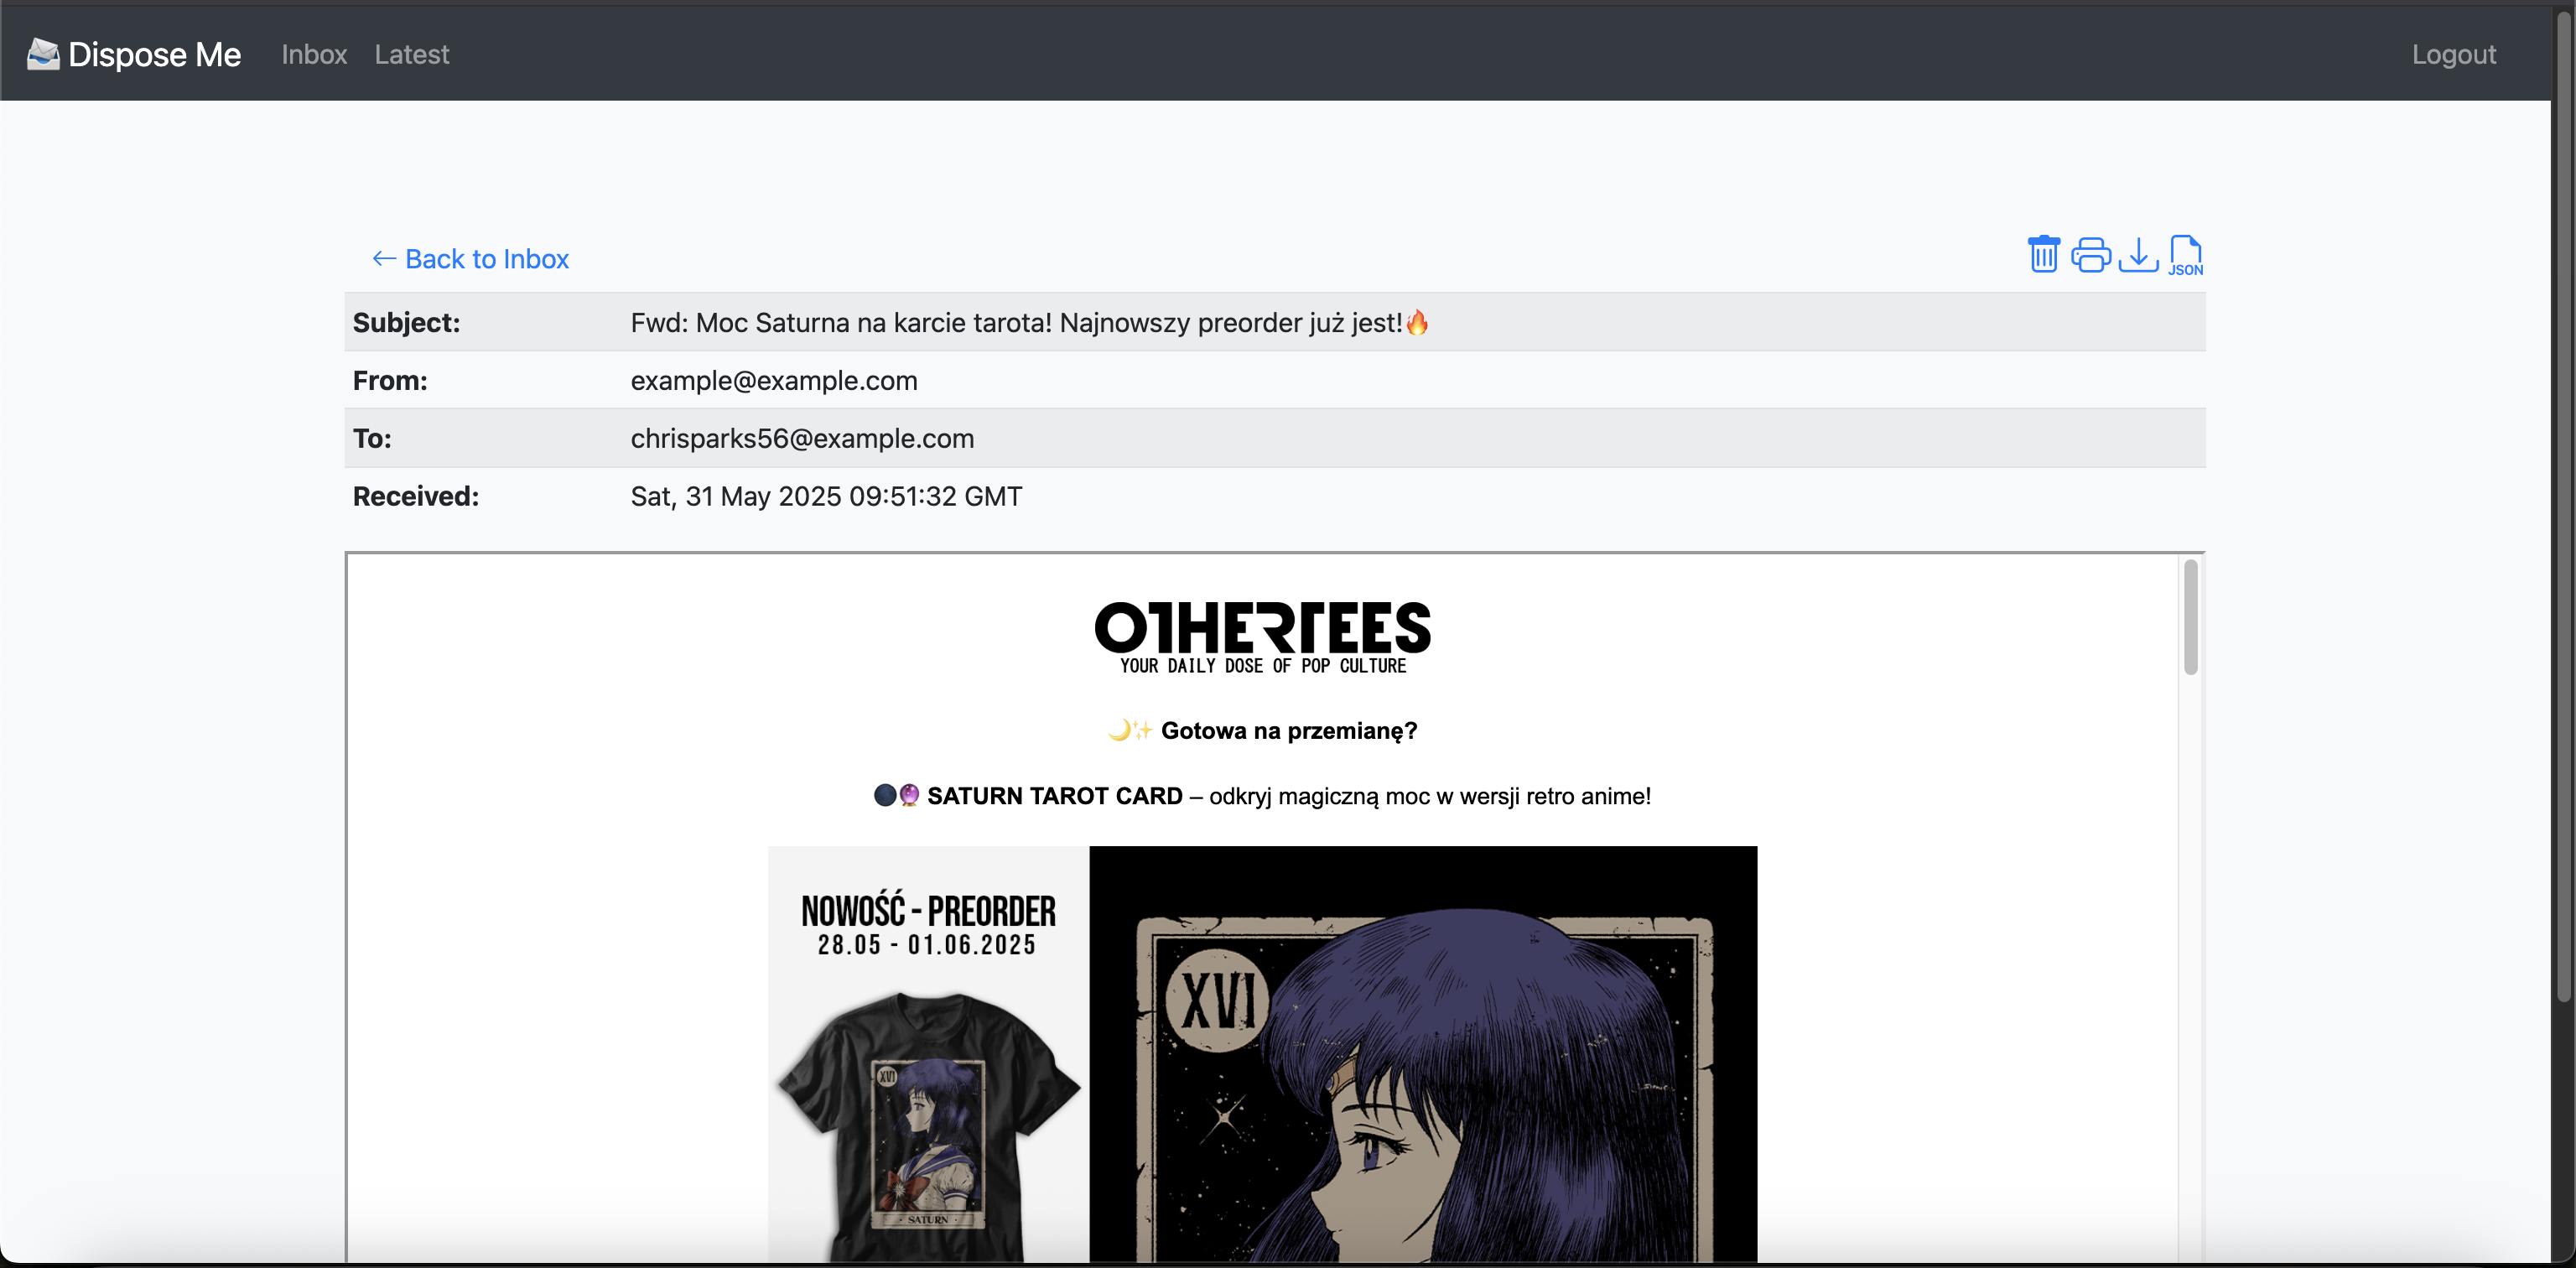 Dispose Me Inbox Latest Logout
← Back to Inbox JSON
Subject: Fwd: Moc Saturna na karcie tarota! Najnowszy preorder już jest!🔥
From: example@example.com
To: chrisparks56@example.com
Received: Sat, 31 May 2025 09:51:32 GMT
OTHERTEES
YOUR DAILY DOSE OF POP CULTURE
🌙✨ Gotowa na przemianę?
🌑🔮 SATURN TAROT CARD – odkryj magiczną moc w wersji retro anime!
NOWOŚĆ - PREORDER
28.05 - 01.06.2025
XVI
· SATURN ·
XVI